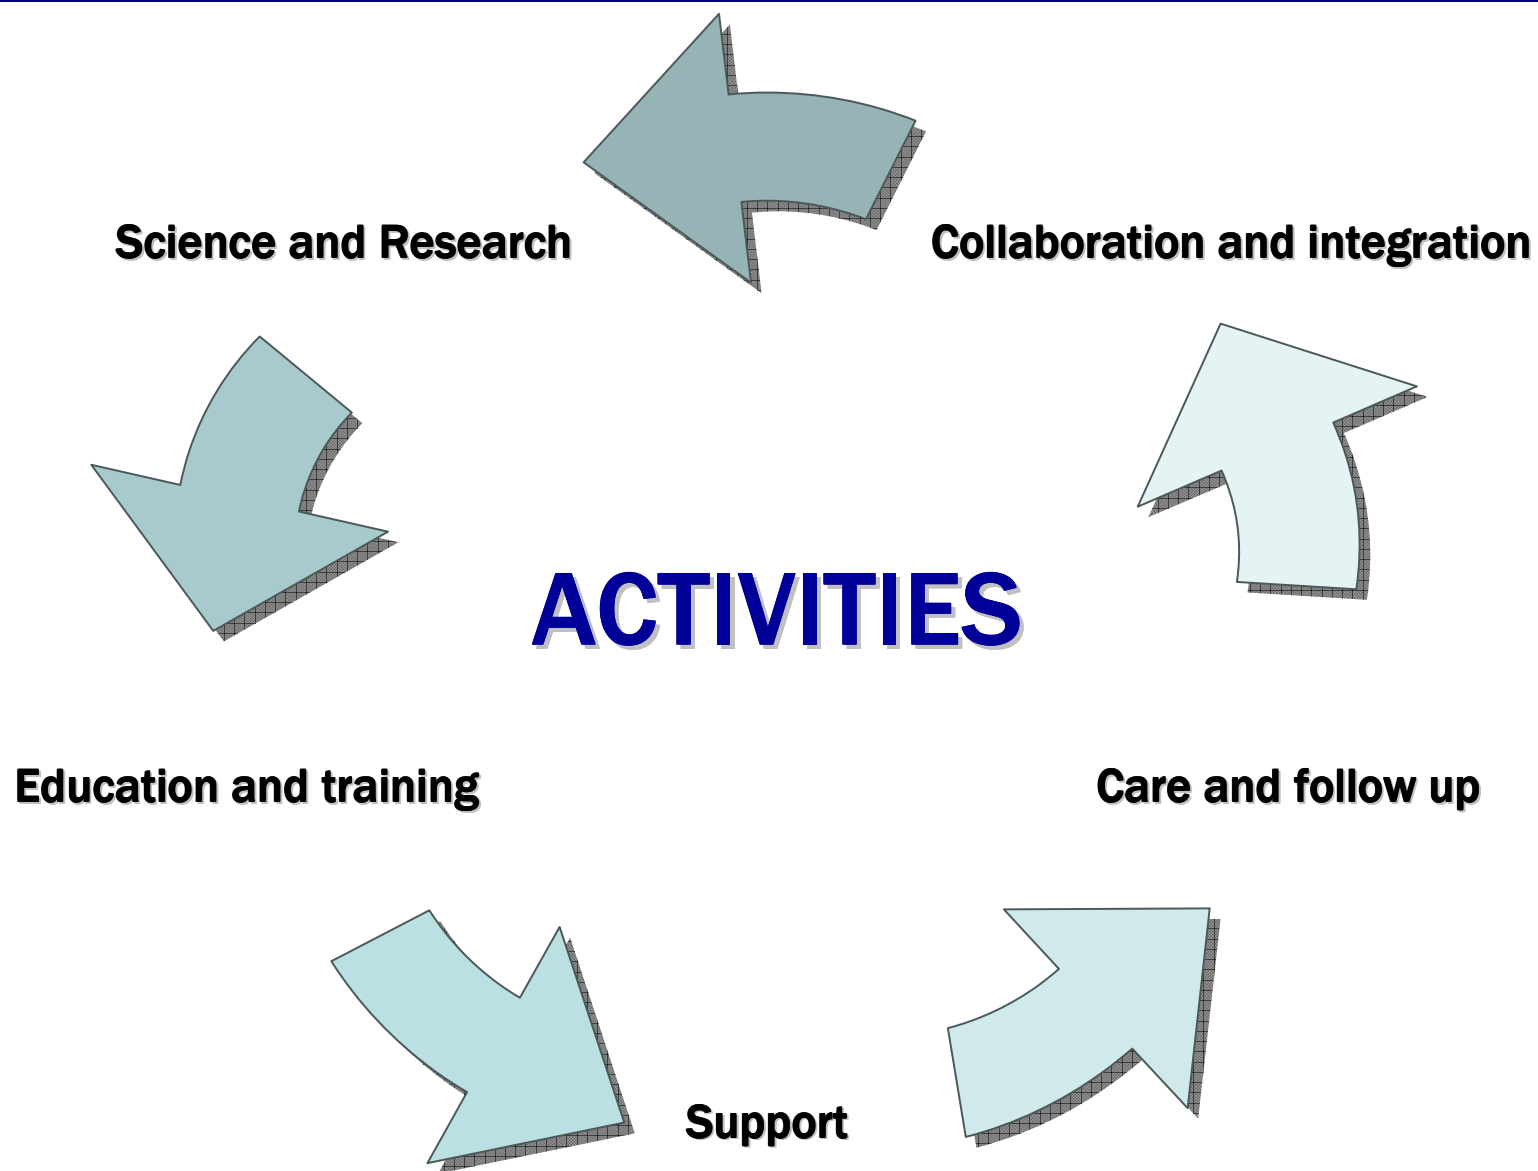 Science and Research
Collaboration and integration
ACTIVITIES
Education and training
Care and follow up
Support